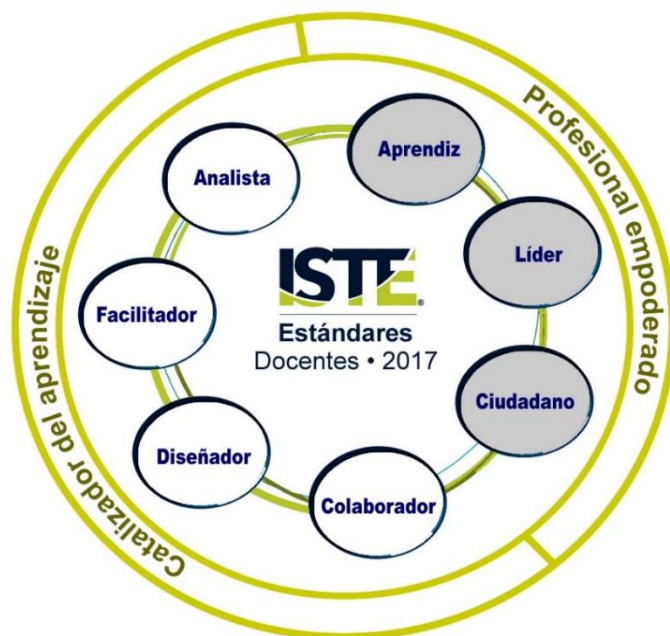 Profesional empoderado
Catalizador del aprendizaje
Aprendiz
Líder
Ciudadano
Colaborador
Diseñador
Facilitador
Analista
ISTE®
Estándares
Docentes • 2017